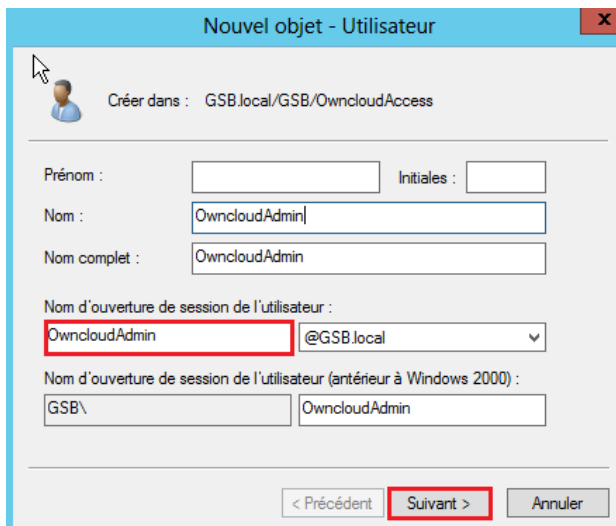 Nouvel objet - Utilisateur
x
Créer dans : GSB.local/GSB/OwncloudAccess
Prénom : Initiales :
Nom : OwncloudAdmin
Nom complet : OwncloudAdmin
Nom d'ouverture de session de l'utilisateur :
OwncloudAdmin @GSB.local
Nom d'ouverture de session de l'utilisateur (antérieur à Windows 2000) :
GSB\ OwncloudAdmin
< Précédent Suivant > Annuler